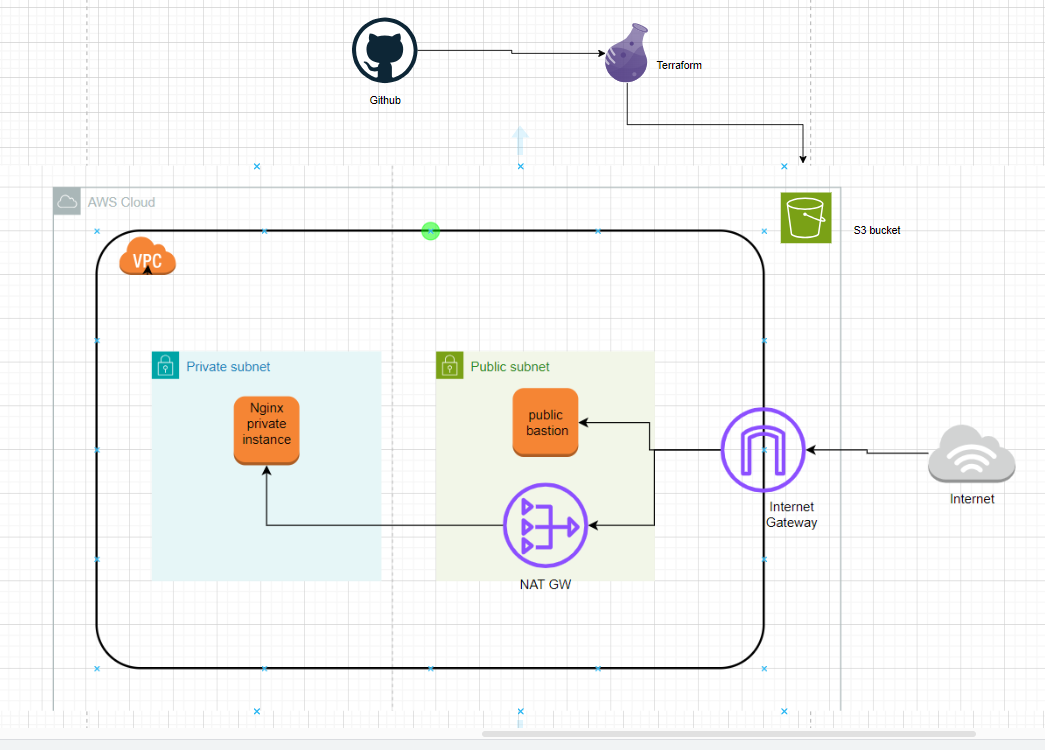 Github
Terraform
AWS Cloud
S3 bucket
VPC
Private subnet
Public subnet
Nginx
private
instance
public
bastion
Internet
Internet
Gateway
NAT GW